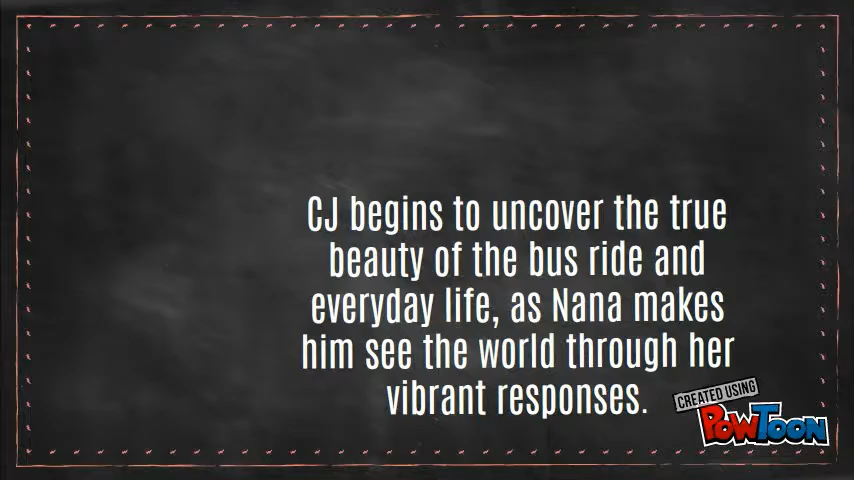 CJ begins to uncover the true
beauty of the bus ride and
everyday life, as Nana makes
him see the world through her
vibrant responses.
CREATED USING
POWTOON